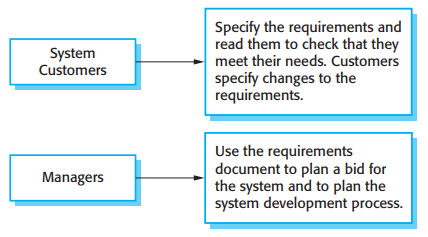 System
Customers
Specify the requirements and
read them to check that they
meet their needs. Customers
specify changes to the
requirements.
Managers
Use the requirements
document to plan a bid for
the system and to plan the
system development process.